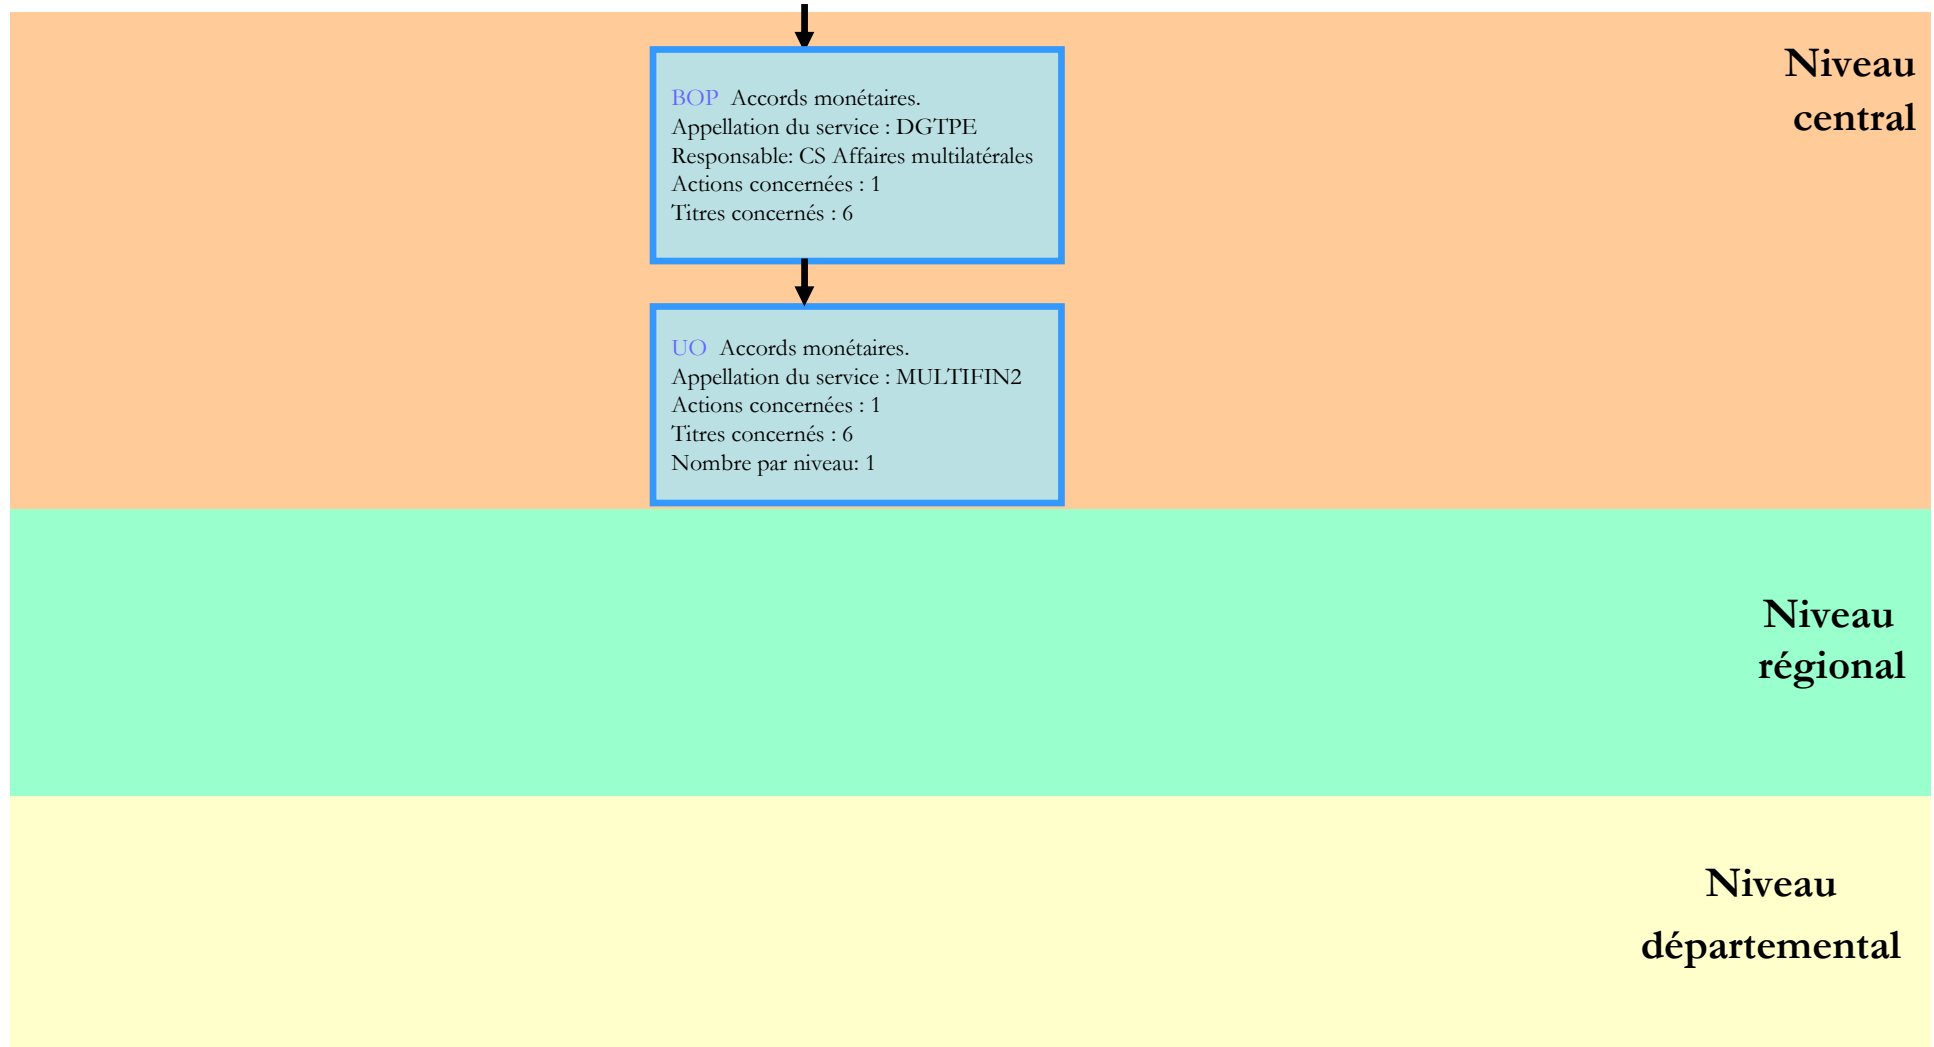 Niveau
central
BOP Accords monétaires.
Appellation du service : DGTPE
Responsable: CS Affaires multilatérales
Actions concernées : 1
Titres concernés : 6
UO Accords monétaires.
Appellation du service : MULTIFIN2
Actions concernées : 1
Titres concernés : 6
Nombre par niveau: 1
Niveau
régional
Niveau
départemental